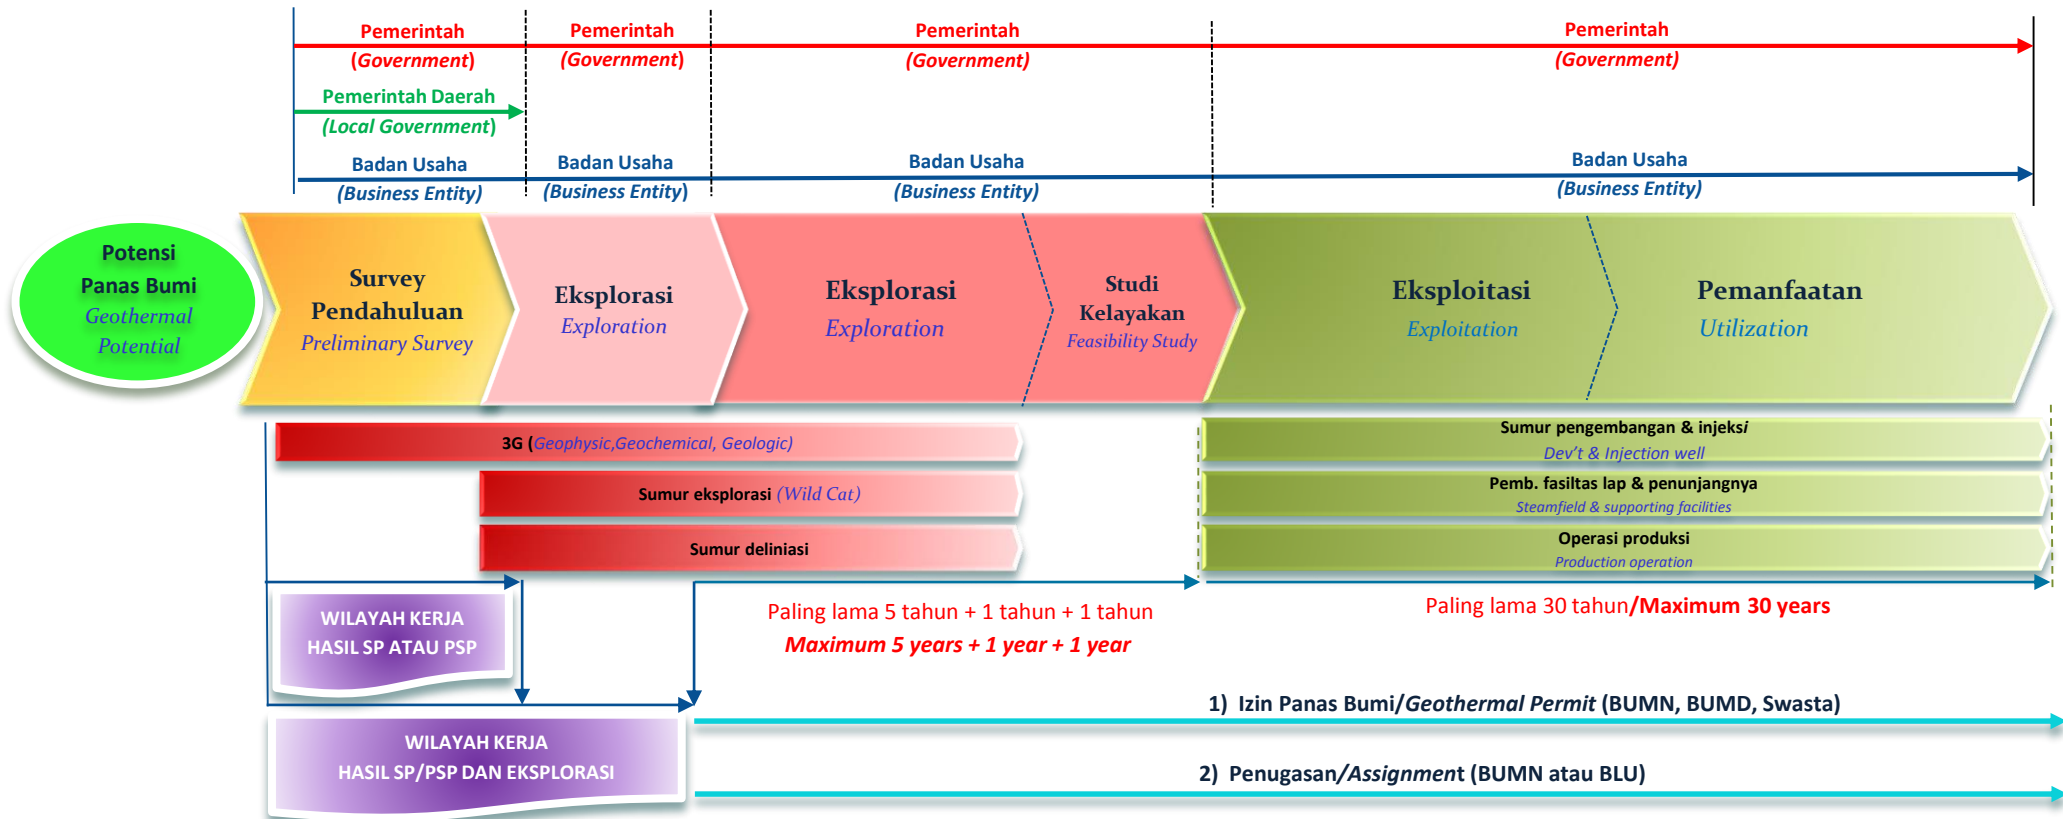 Pemerintah
(Government)
Pemerintah
(Government)
Pemerintah
(Government)
Pemerintah
(Government)
Pemerintah Daerah
(Local Government)
Badan Usaha
(Business Entity)
Badan Usaha
(Business Entity)
Badan Usaha
(Business Entity)
Badan Usaha
(Business Entity)
Potensi
Panas Bumi
Geothermal
Potential
Survey
Pendahuluan
Preliminary Survey
Eksplorasi
Exploration
Eksplorasi
Exploration
Studi
Kelayakan
Feasibility Study
Eksploitasi
Exploitation
Pemanfaatan
Utilization
3G (Geophysic,Geochemical, Geologic)
Sumur eksplorasi (Wild Cat)
Sumur deliniasi
Sumur pengembangan & injeksi
Dev't & Injection well
Pemb. fasiltas lap & penunjangnya
Steamfield & supporting facilities
Operasi produksi
Production operation
WILAYAH KERJA
HASIL SP ATAU PSP
Paling lama 5 tahun + 1 tahun + 1 tahun
Maximum 5 years + 1 year + 1 year
Paling lama 30 tahun/Maximum 30 years
WILAYAH KERJA
HASIL SP/PSP DAN EKSPLORASI
1) Izin Panas Bumi/Geothermal Permit (BUMN, BUMD, Swasta)
2) Penugasan/Assignment (BUMN atau BLU)